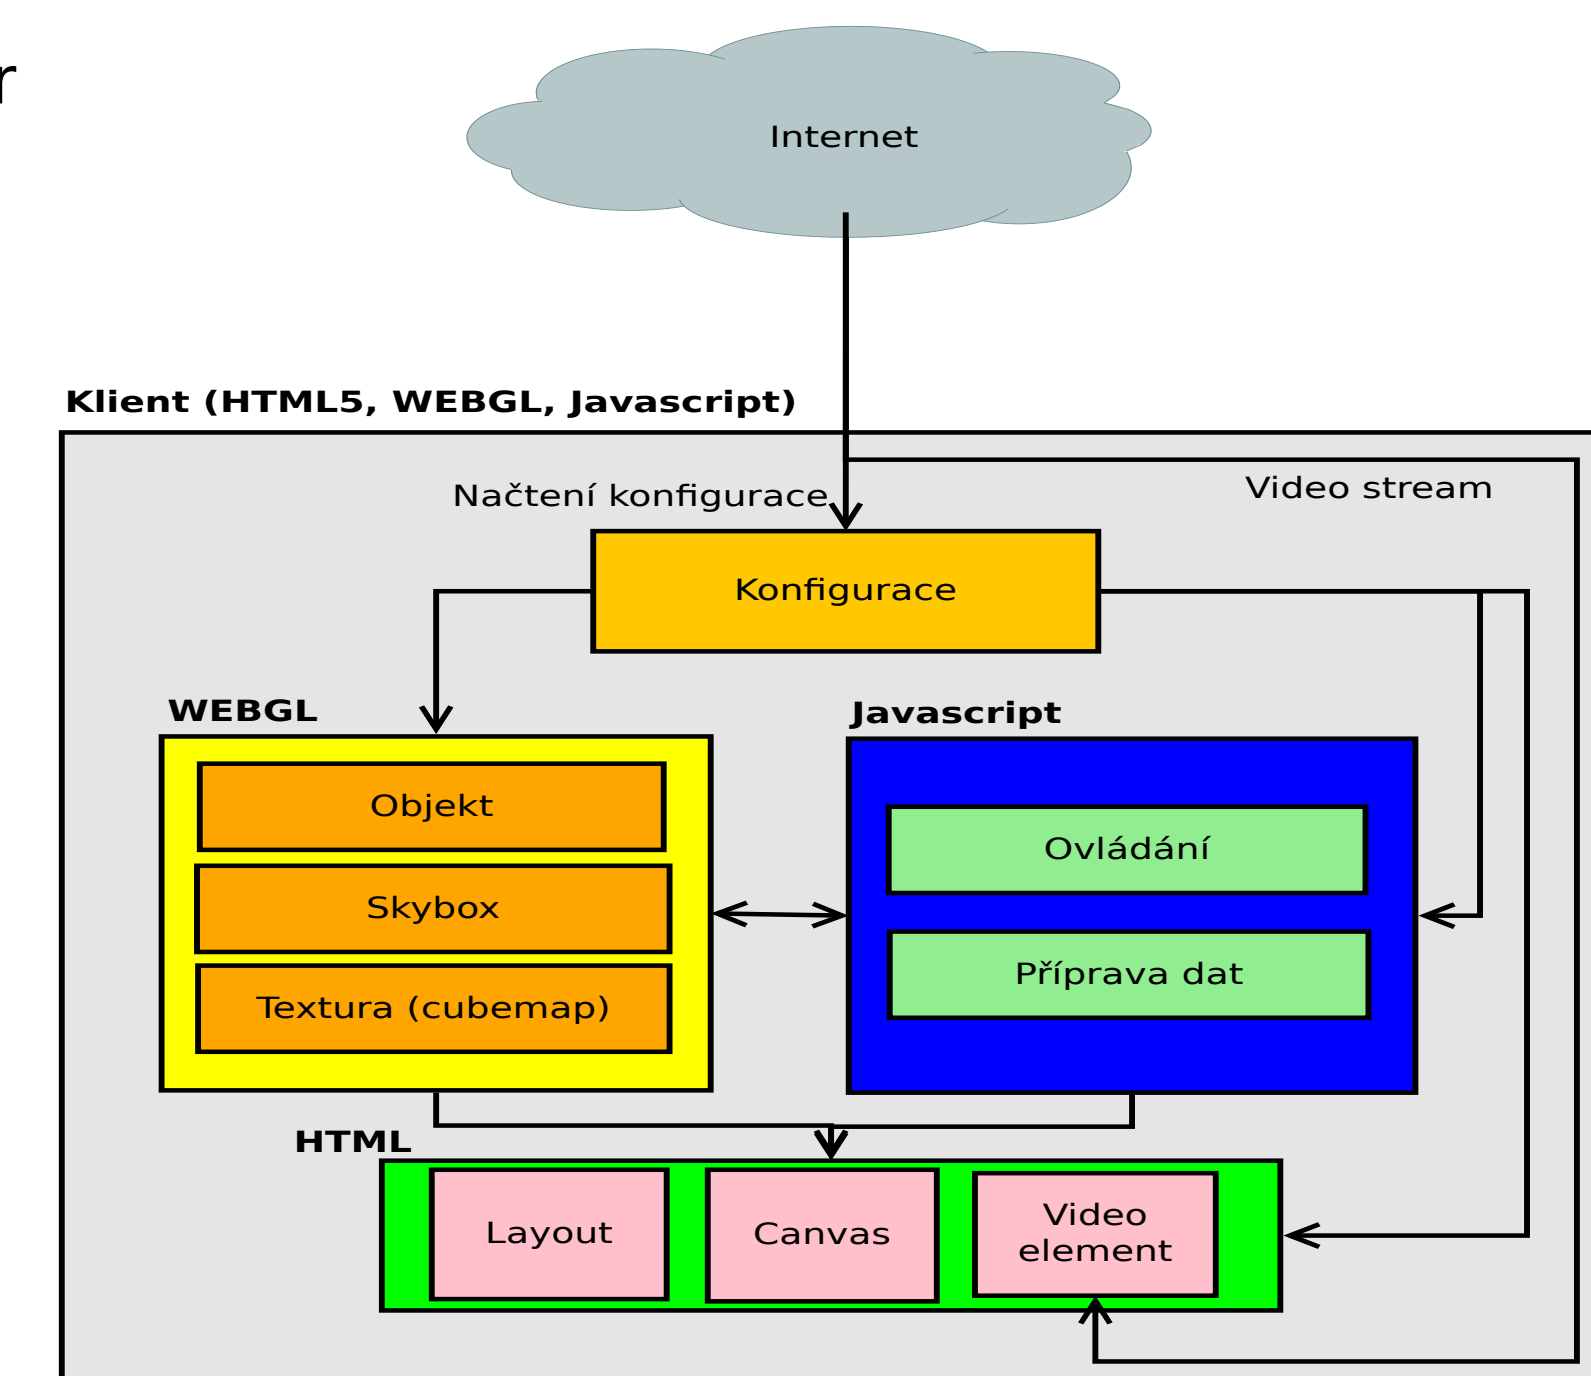 r
Internet
Klient (HTML5, WEBGL, Javascript)
Načtení konfigurace
Video stream
Konfigurace
WEBGL
Javascript
Objekt
Ovládání
Skybox
Příprava dat
Textura (cubemap)
HTML
Layout
Canvas
Video
element